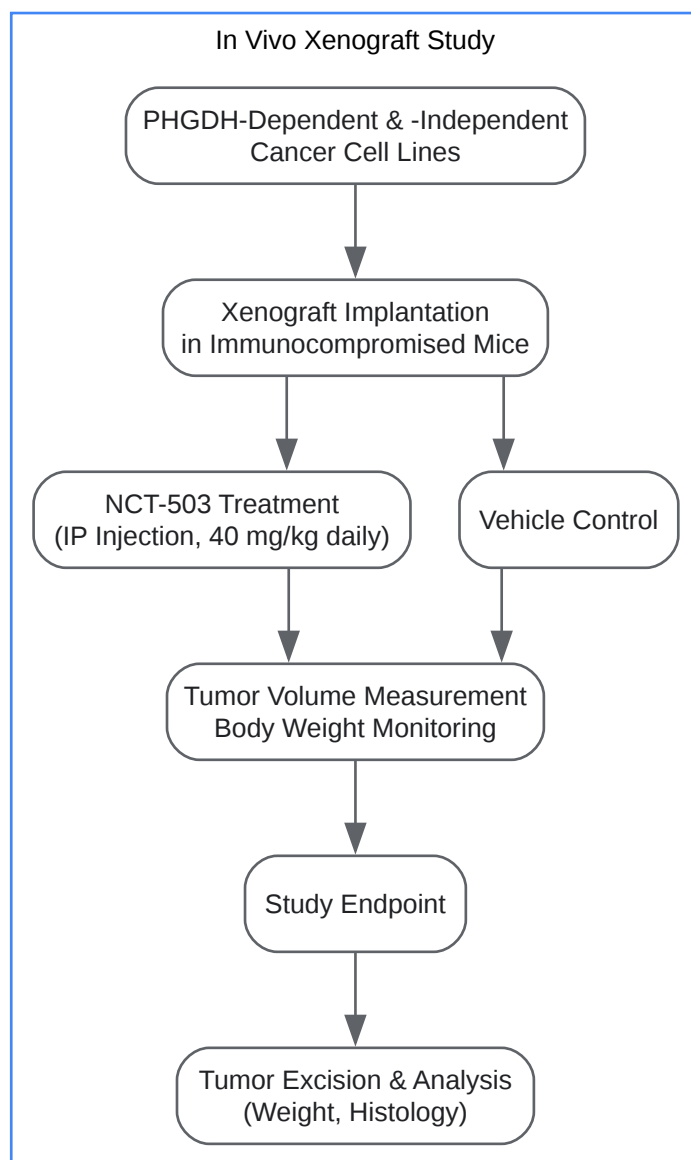 In Vivo Xenograft Study
PHGDH-Dependent & -Independent
Cancer Cell Lines
Xenograft Implantation
in Immunocompromised Mice
NCT-503 Treatment
(IP Injection, 40 mg/kg daily)
Vehicle Control
Tumor Volume Measurement
Body Weight Monitoring
Study Endpoint
Tumor Excision & Analysis
(Weight, Histology)